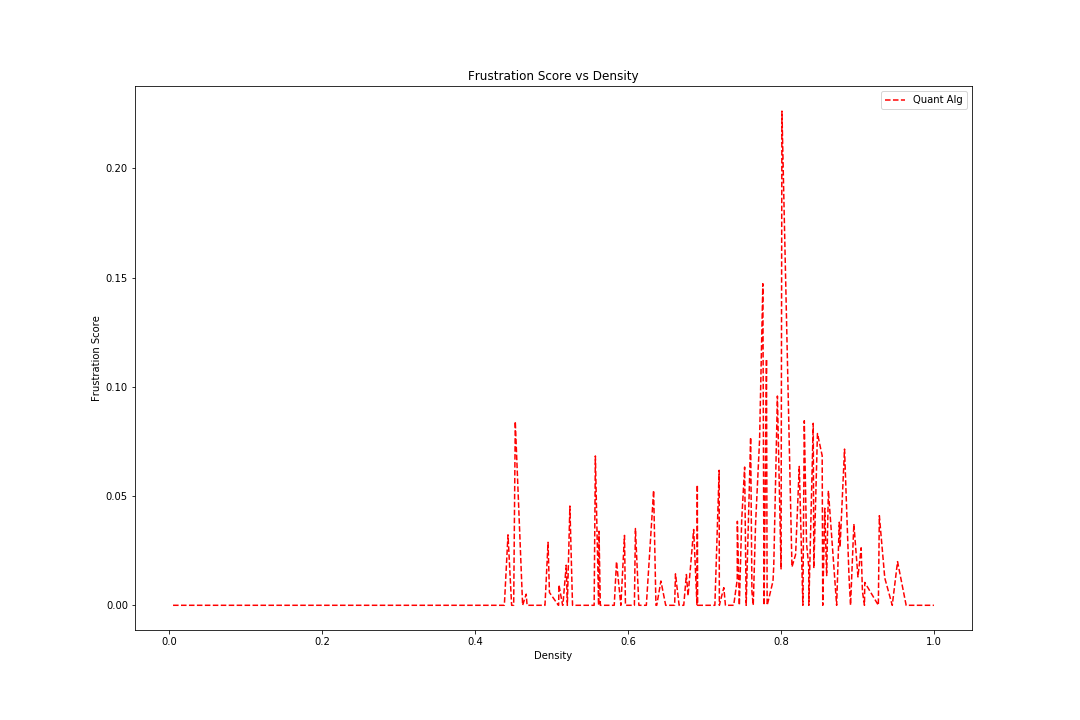 Frustration Score vs Density
Quant Alg
0.20
0.15
0.10
0.05
0.00
Frustration Score
0.0 0.2 0.4 0.6 0.8 1.0
Density